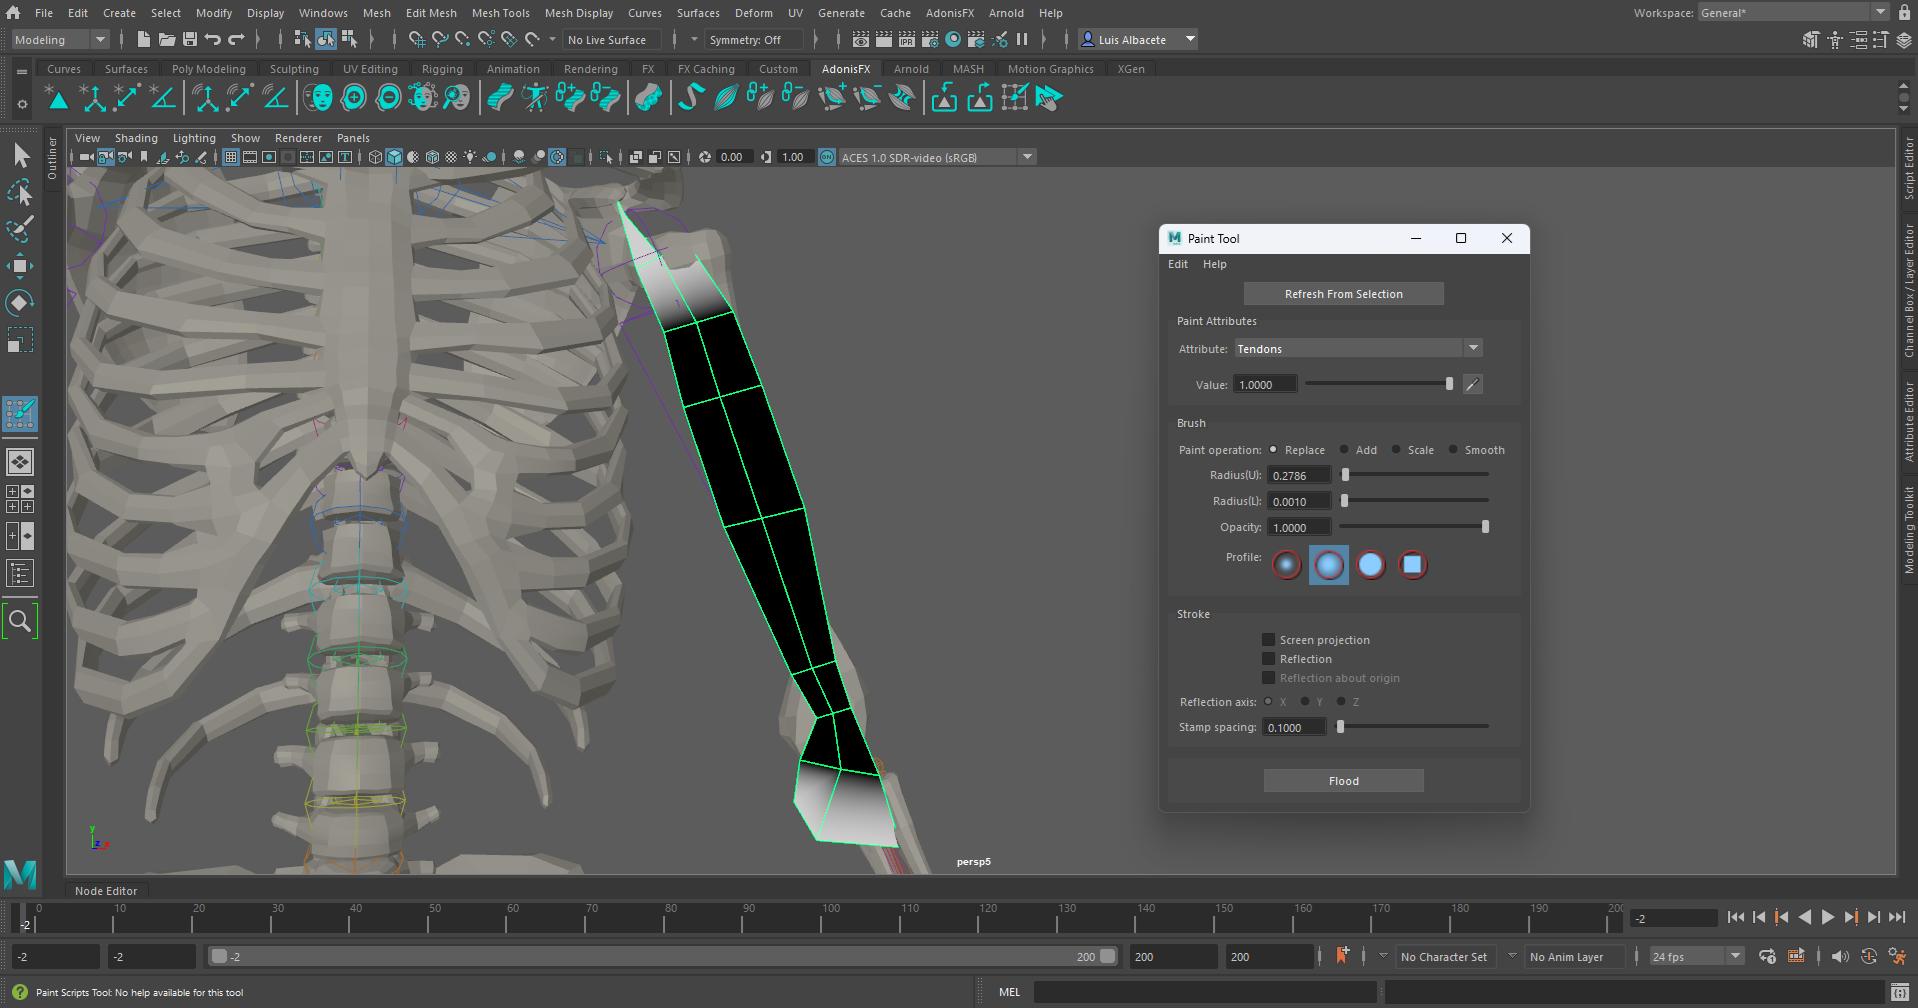 File Edit Create Select Modify Display Windows Mesh Edit Mesh Mesh Tools Mesh Display Curves Surfaces Deform UV Generate Cache AdonisFX Arnold Help Workspace: General*
Modeling No Live Surface Symmetry: Off IPR Luis Albacete
Curves Surfaces Poly Modeling Sculpting UV Editing Rigging Animation Rendering FX FX Caching Custom AdonisFX Arnold MASH Motion Graphics XGen
View Shading Lighting Show Renderer Panels
0.00 1.00 ON ACES 1.0 SDR-video (sRGB)
Outliner
Script Editor
Channel Box / Layer Editor
Attribute Editor
Modeling Toolkit
Paint Tool
Edit Help
Refresh From Selection
Paint Attributes
Attribute: Tendons
Value: 1.0000
Brush
Paint operation: Replace Add Scale Smooth
Radius(U): 0.2786
Radius(L): 0.0010
Opacity: 1.0000
Profile:
Stroke
Screen projection
Reflection
Reflection about origin
Reflection axis: X Y Z
Stamp spacing: 0.1000
Flood
y
persp5
Node Editor
0 10 20 30 40 50 60 70 80 90 100 110 120 130 140 150 160 170 180 190 200
-2 -2
-2 -2 -2 200 200 200 No Character Set No Anim Layer 24 fps
Paint Scripts Tool: No help available for this tool MEL